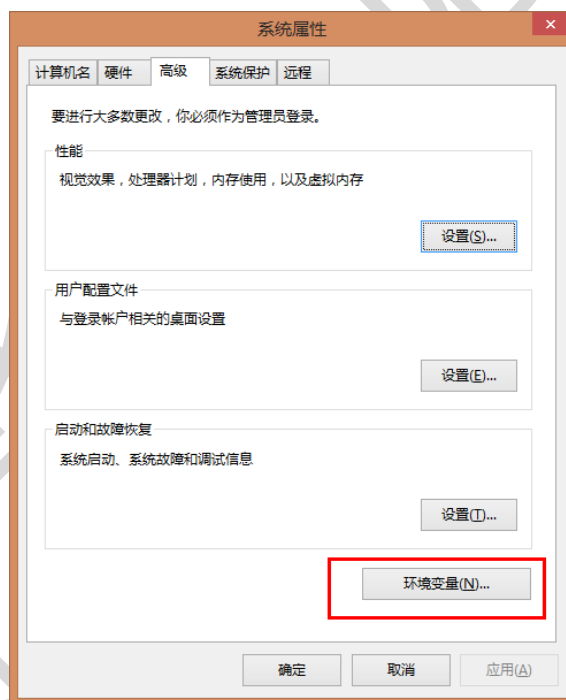 系统属性
计算机名 硬件 高级 系统保护 远程
要进行大多数更改，你必须作为管理员登录。
性能
视觉效果，处理器计划，内存使用，以及虚拟内存
设置(S)...
用户配置文件
与登录帐户相关的桌面设置
设置(E)...
启动和故障恢复
系统启动、系统故障和调试信息
设置(T)...
环境变量(N)...
确定 取消 应用(A)